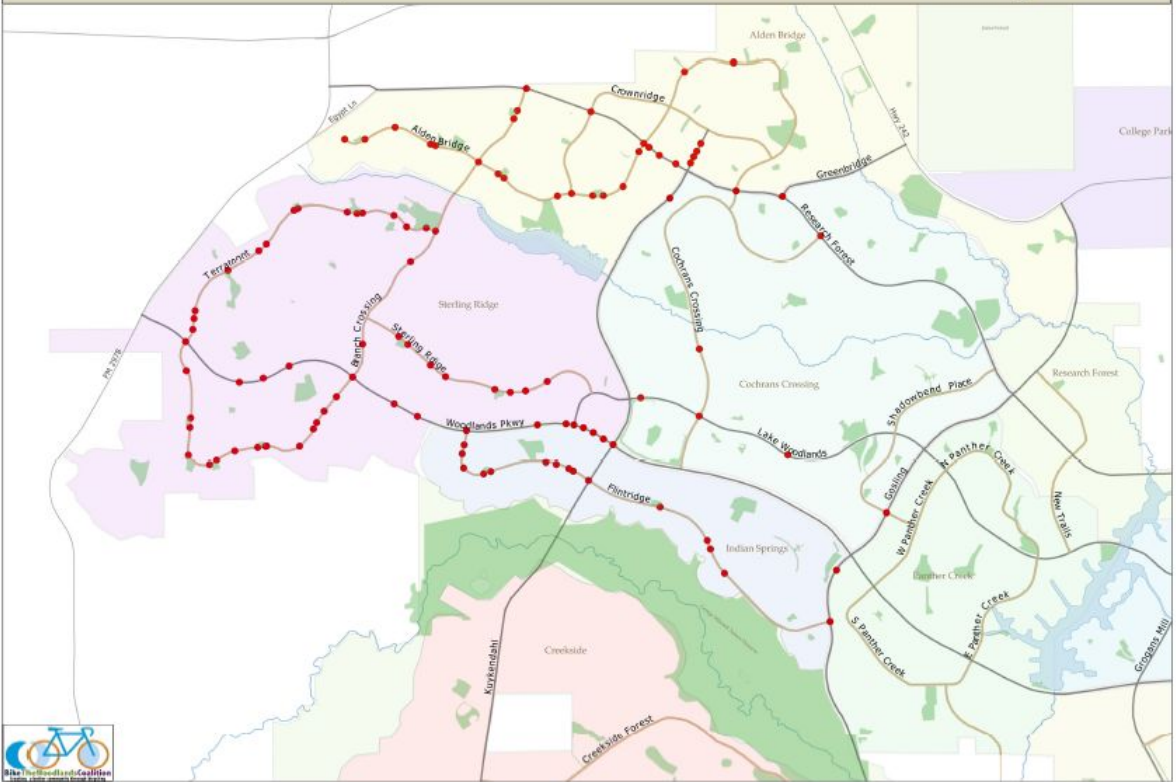 Alden Bridge
Egypt Ln
Crownridge
Hwy 242
College Park
Alden Bridge
Greenbridge
Research Forest
Terramont
Cochrans Crossing
Sterling Ridge
Branch Crossing
Sterling Ridge
FM 2978
Cochrans Crossing
Research Forest
Shadowbend Place
Woodlands Pkwy
Lake Woodlands
N Panther Creek
Gosling
W Panther Creek
Flintridge
New Trails
Indian Springs
Panther Creek
E Panther Creek
S Panther Creek
Grogans Mill
Creekside
Kuykendahl
Creekside Forest
BikeTheWoodlandsCoalition